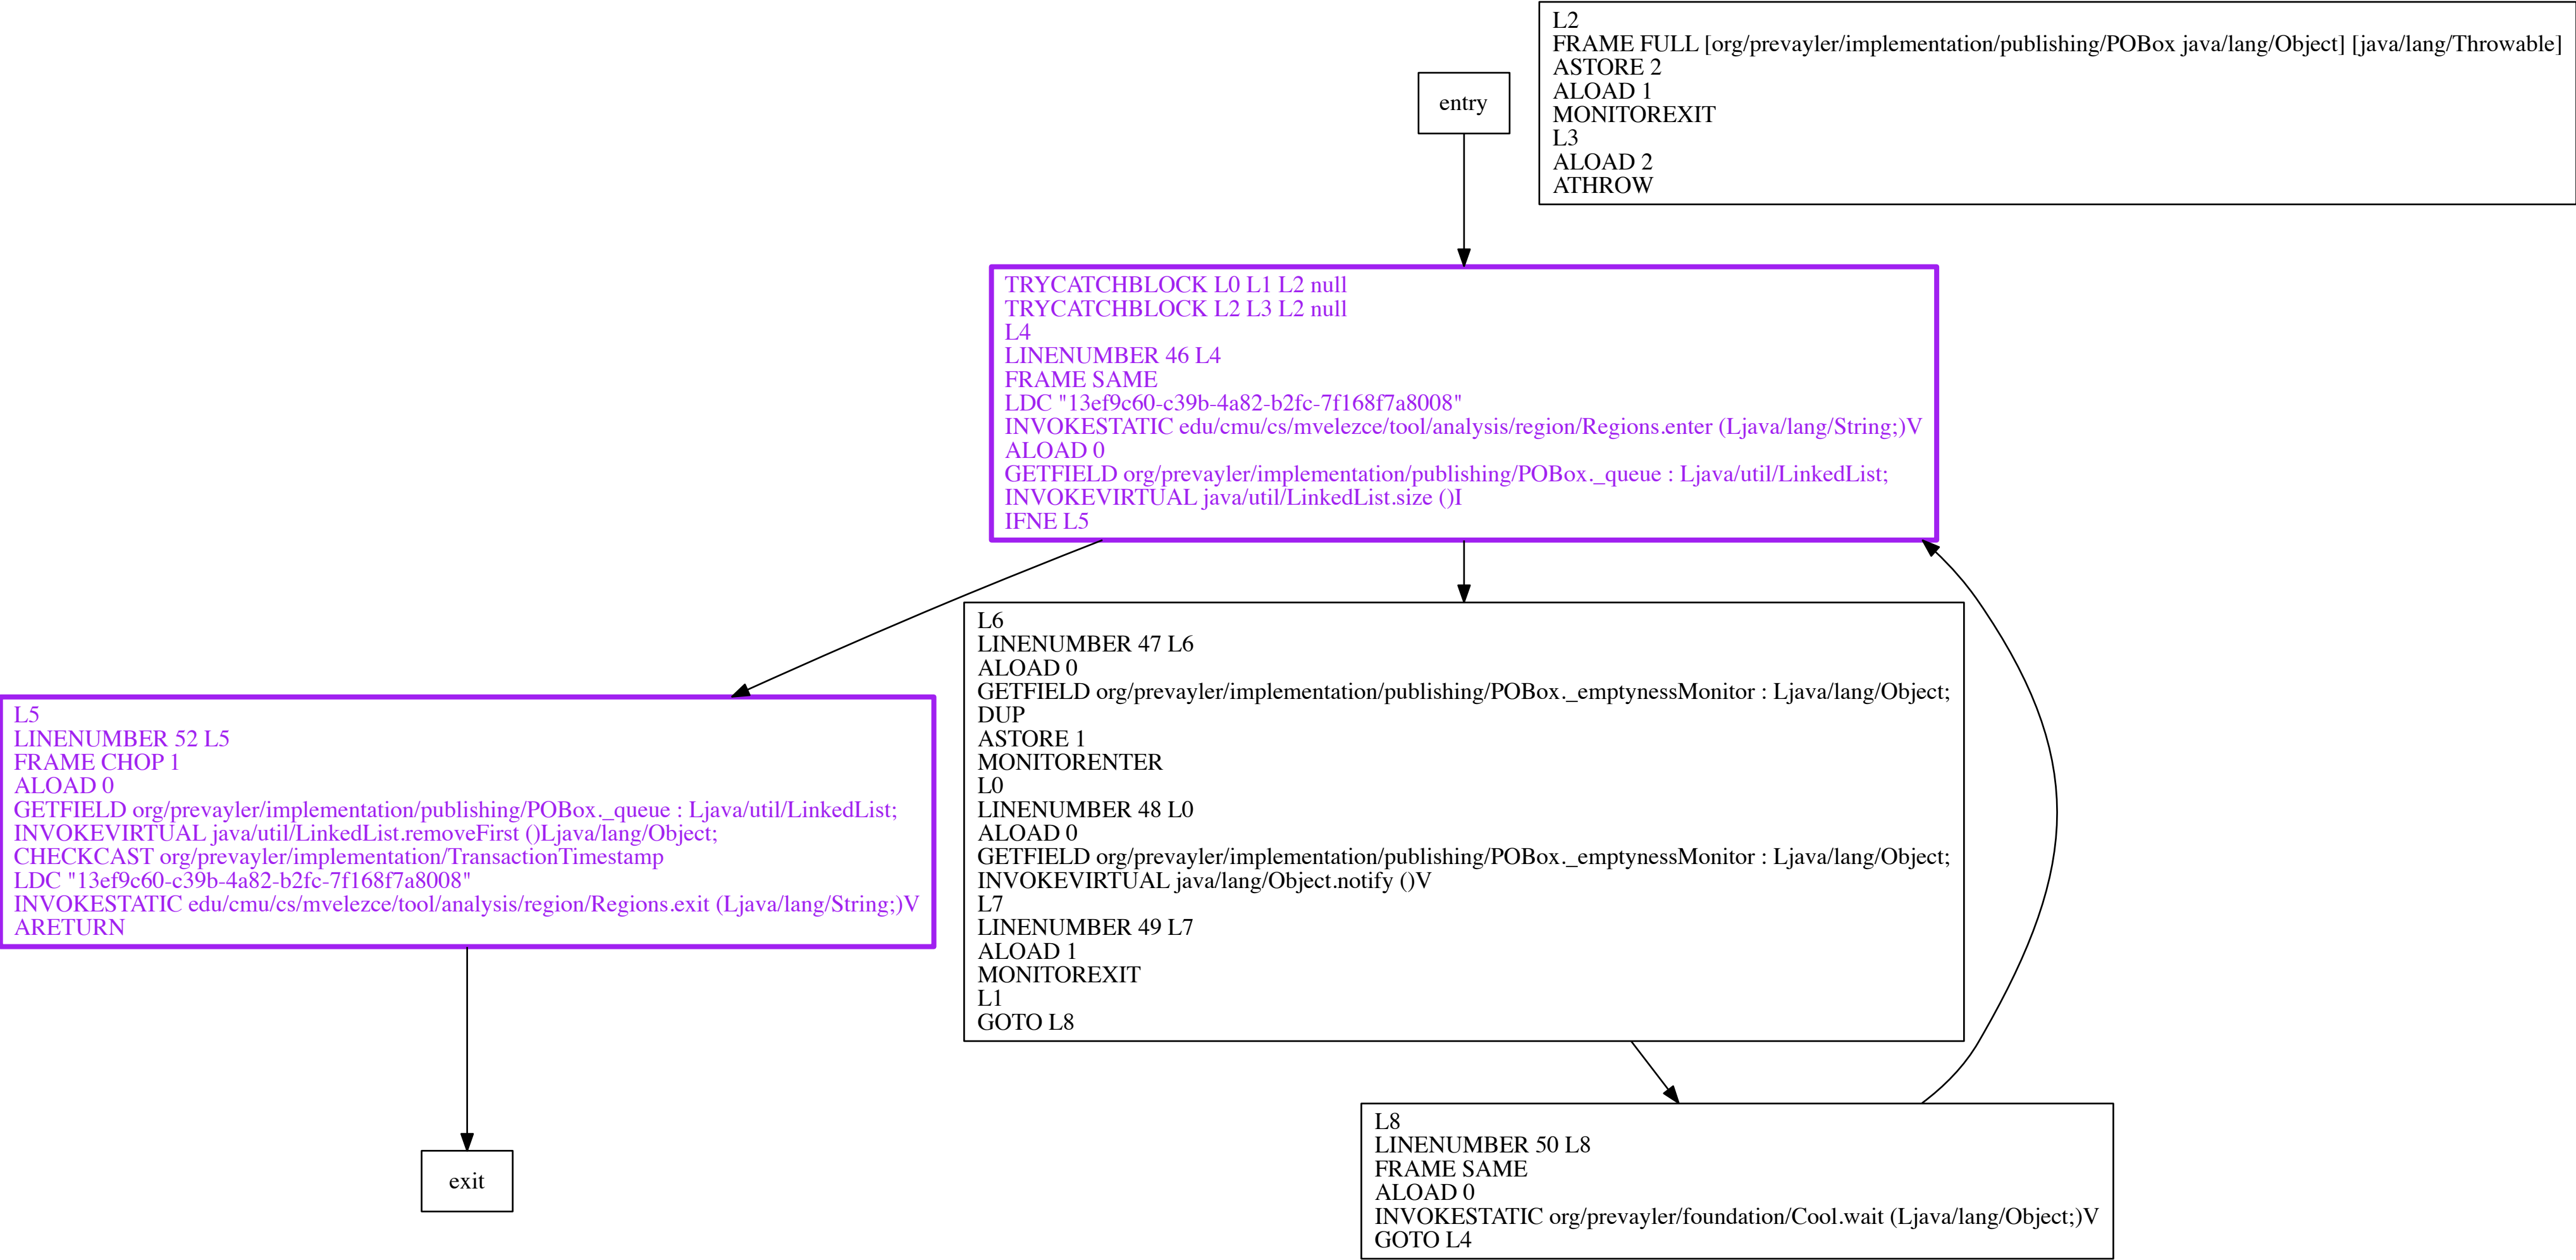 L2
FRAME FULL [org/prevayler/implementation/publishing/POBox java/lang/Object] [java/lang/Throwable]
ASTORE 2
ALOAD 1
MONITOREXIT
L3
ALOAD 2
ATHROW
entry
TRYCATCHBLOCK L0 L1 L2 null
TRYCATCHBLOCK L2 L3 L2 null
L4
LINENUMBER 46 L4
FRAME SAME
LDC "13ef9c60-c39b-4a82-b2fc-7f168f7a8008"
INVOKESTATIC edu/cmu/cs/mvelezce/tool/analysis/region/Regions.enter (Ljava/lang/String;)V
ALOAD 0
GETFIELD org/prevayler/implementation/publishing/POBox._queue : Ljava/util/LinkedList;
INVOKEVIRTUAL java/util/LinkedList.size ()I
IFNE L5
L6
LINENUMBER 47 L6
ALOAD 0
GETFIELD org/prevayler/implementation/publishing/POBox._emptynessMonitor : Ljava/lang/Object;
DUP
ASTORE 1
MONITORENTER
L0
LINENUMBER 48 L0
ALOAD 0
GETFIELD org/prevayler/implementation/publishing/POBox._emptynessMonitor : Ljava/lang/Object;
INVOKEVIRTUAL java/lang/Object.notify ()V
L7
LINENUMBER 49 L7
ALOAD 1
MONITOREXIT
L1
GOTO L8
L5
LINENUMBER 52 L5
FRAME CHOP 1
ALOAD 0
GETFIELD org/prevayler/implementation/publishing/POBox._queue : Ljava/util/LinkedList;
INVOKEVIRTUAL java/util/LinkedList.removeFirst ()Ljava/lang/Object;
CHECKCAST org/prevayler/implementation/TransactionTimestamp
LDC "13ef9c60-c39b-4a82-b2fc-7f168f7a8008"
INVOKESTATIC edu/cmu/cs/mvelezce/tool/analysis/region/Regions.exit (Ljava/lang/String;)V
ARETURN
L8
LINENUMBER 50 L8
FRAME SAME
ALOAD 0
INVOKESTATIC org/prevayler/foundation/Cool.wait (Ljava/lang/Object;)V
GOTO L4
exit